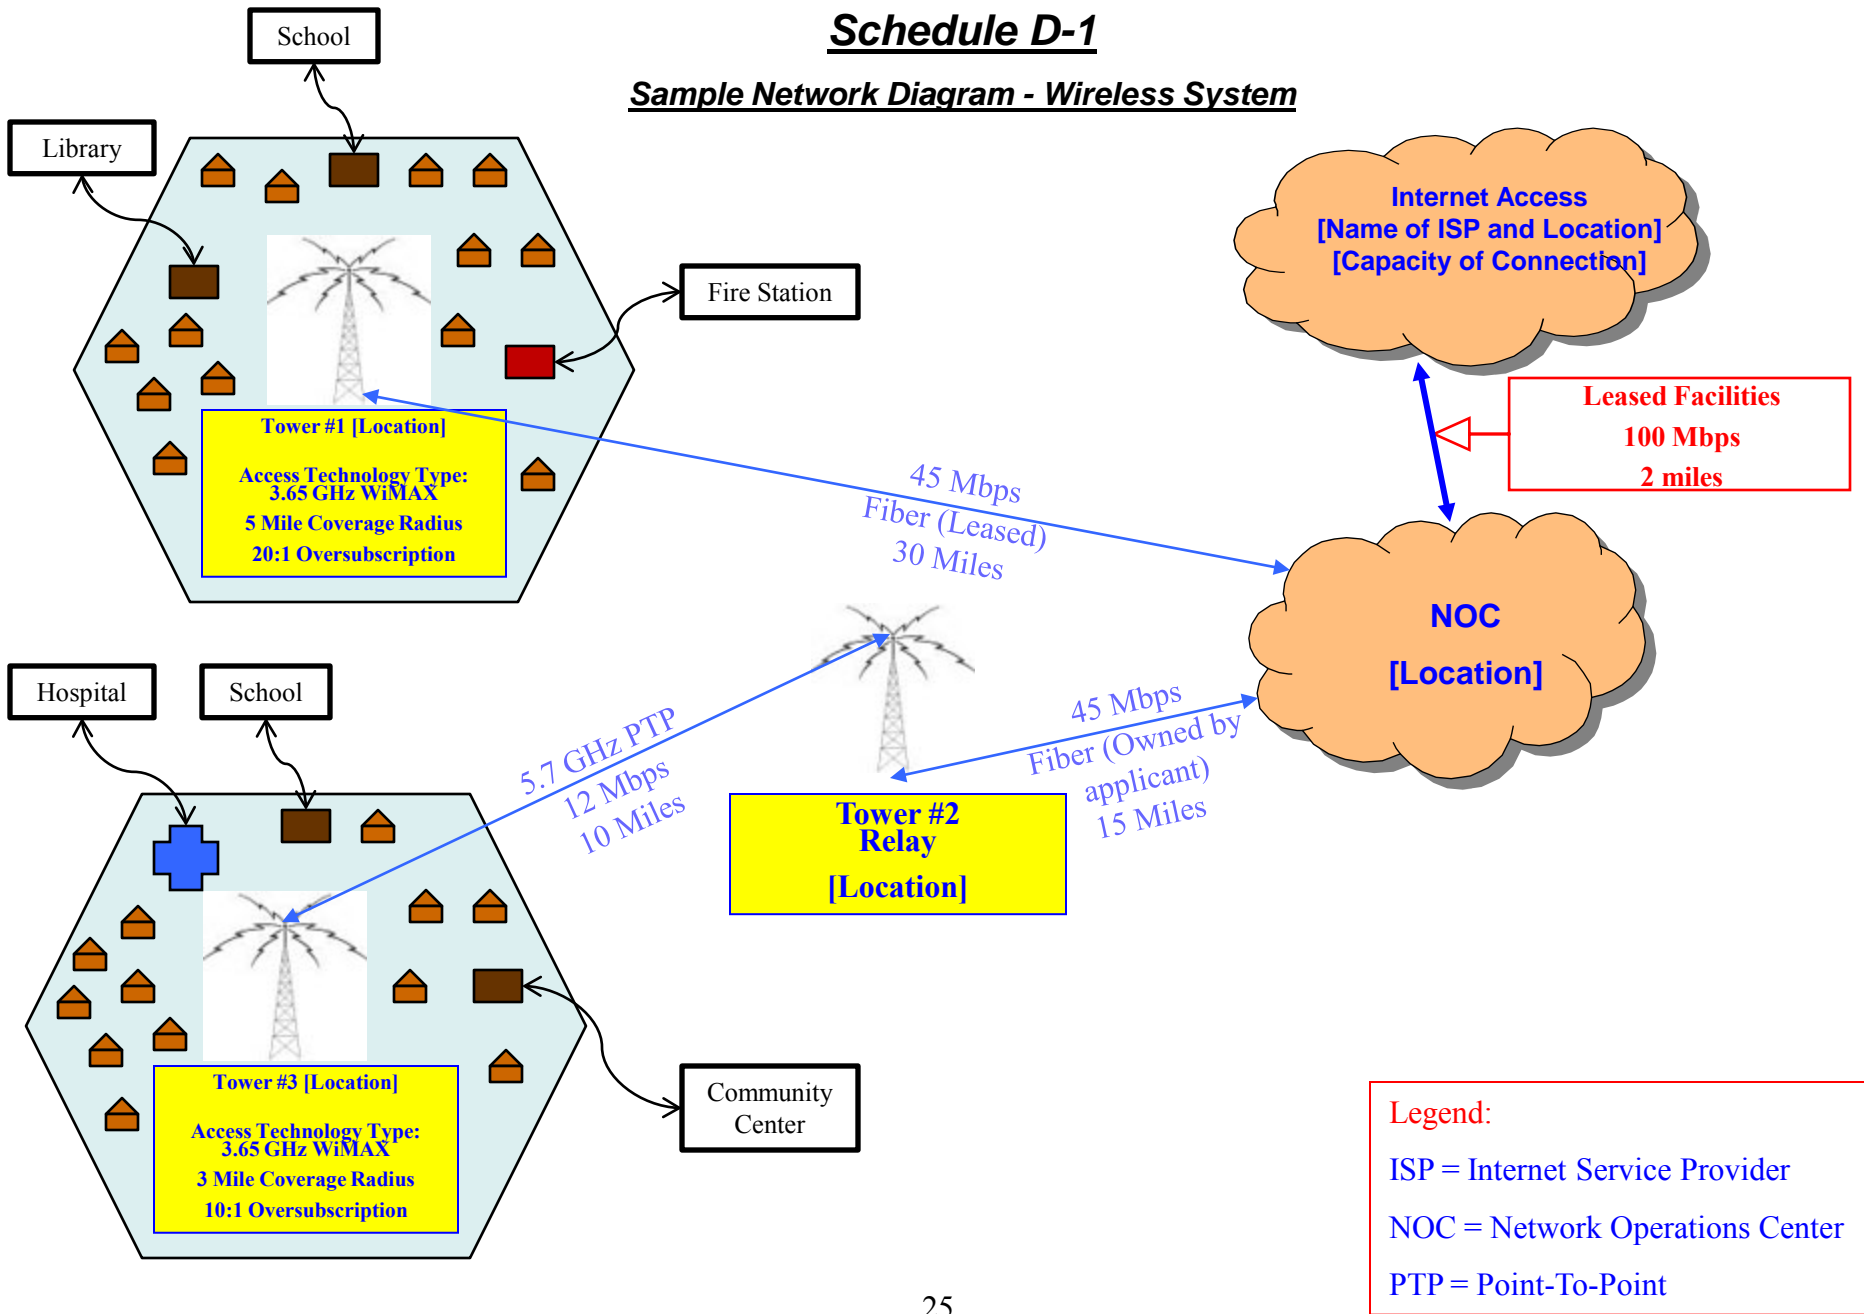 Schedule D-1
Sample Network Diagram - Wireless System
School
Library
Fire Station
Tower #1 [Location]
Access Technology Type:
3.65 GHz WiMAX
5 Mile Coverage Radius
20:1 Oversubscription
Internet Access
[Name of ISP and Location]
[Capacity of Connection]
Leased Facilities
100 Mbps
2 miles
45 Mbps
Fiber (Leased)
30 Miles
NOC
[Location]
Hospital
School
5.7 GHz PTP
12 Mbps
10 Miles
45 Mbps
Fiber (Owned by
applicant)
15 Miles
Tower #2
Relay
[Location]
Tower #3 [Location]
Access Technology Type:
3.65 GHz WiMAX
3 Mile Coverage Radius
10:1 Oversubscription
Community
Center
Legend:
ISP = Internet Service Provider
NOC = Network Operations Center
PTP = Point-To-Point
25